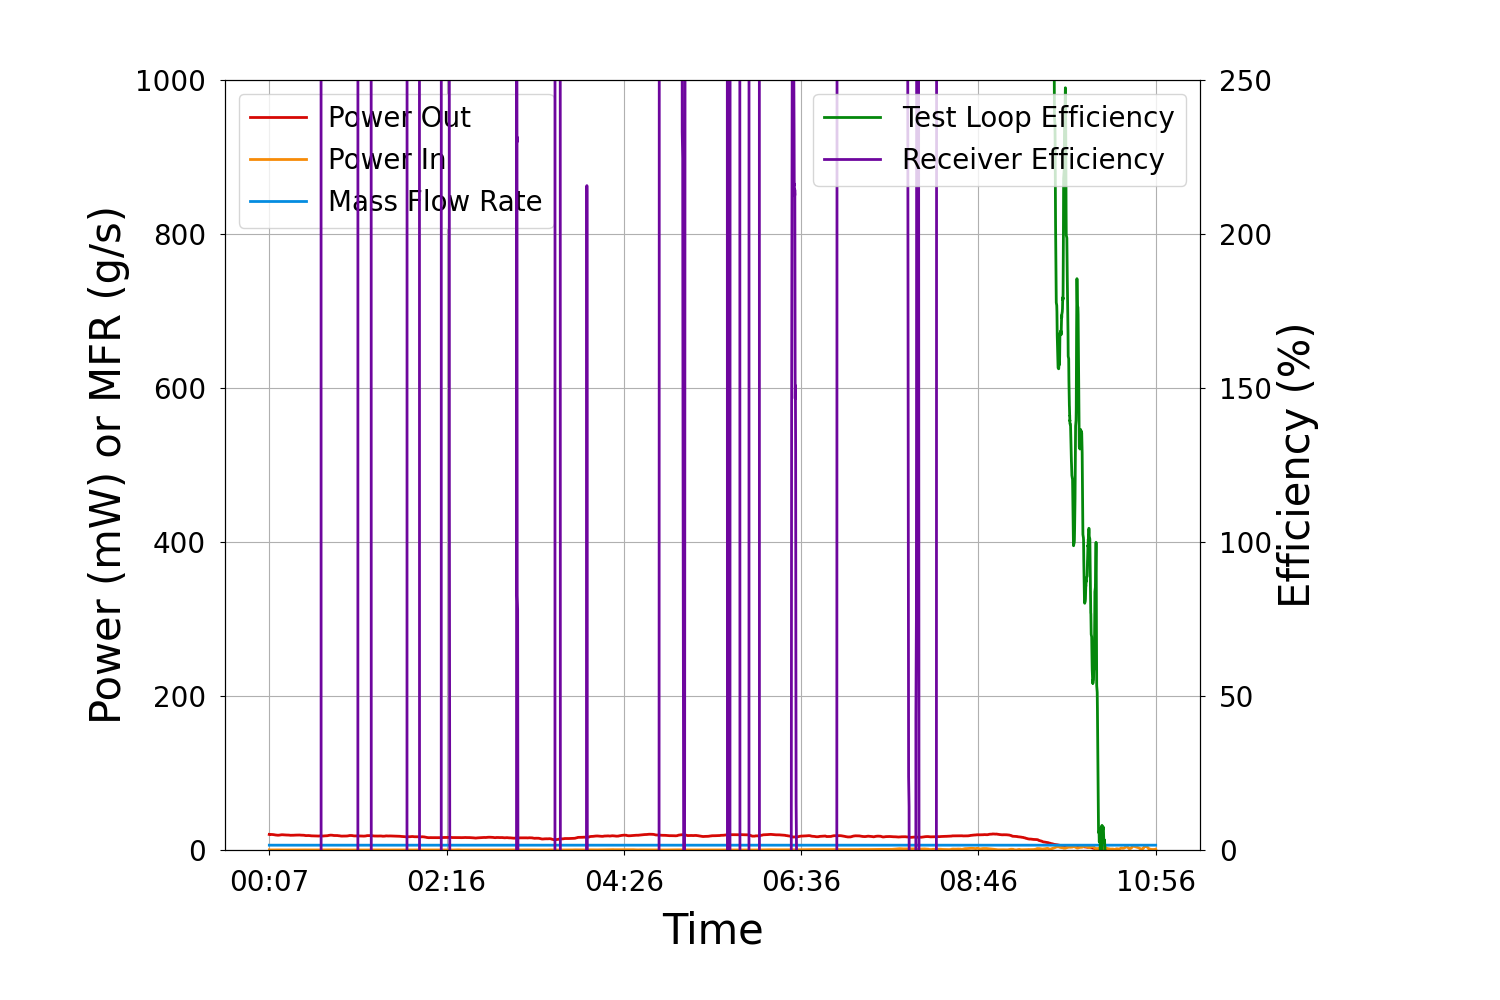 1000
800
600
400
200
0
Power (mW) or MFR (g/s)
Power Out
Power In
Mass Flow Rate
Test Loop Efficiency
Receiver Efficiency
250
200
150
100
50
0
Efficiency (%)
00:07 02:16 04:26 06:36 08:46 10:56
Time